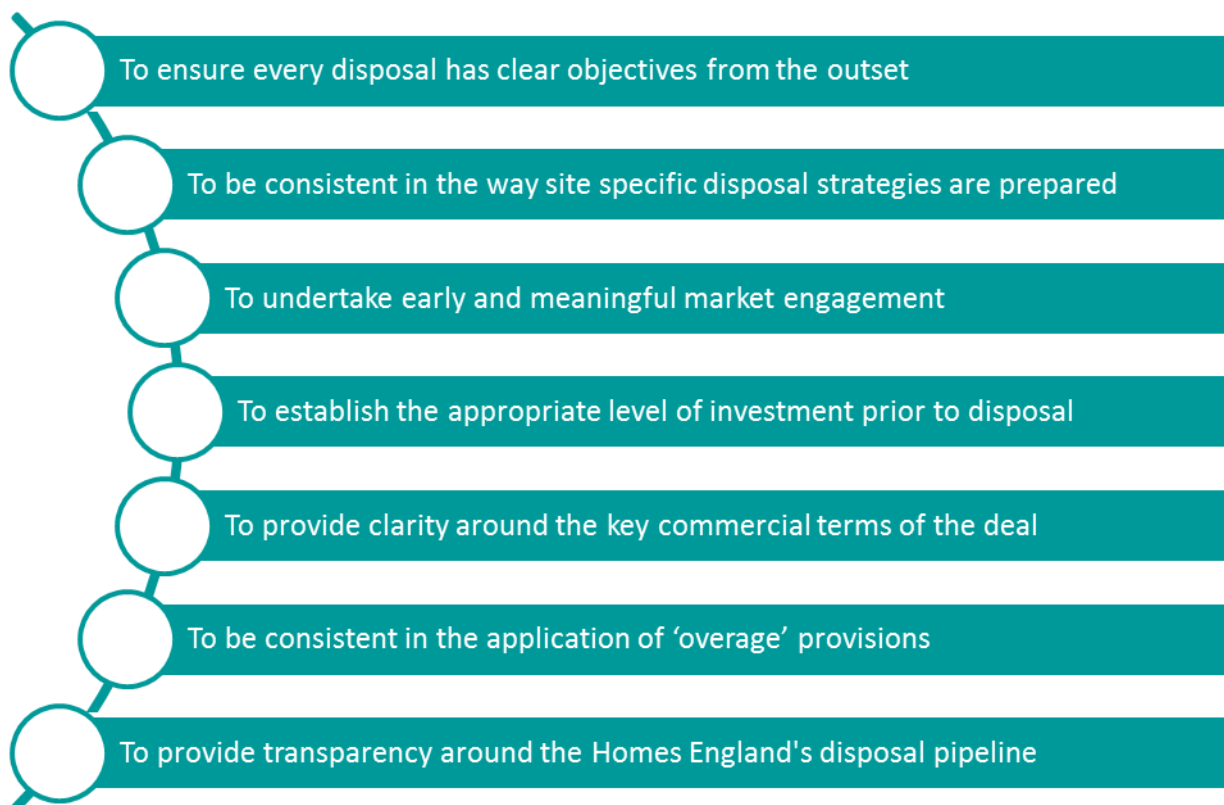 To ensure every disposal has clear objectives from the outset
To be consistent in the way site specific disposal strategies are prepared
To undertake early and meaningful market engagement
To establish the appropriate level of investment prior to disposal
To provide clarity around the key commercial terms of the deal
To be consistent in the application of ‘overage’ provisions
To provide transparency around the Homes England's disposal pipeline